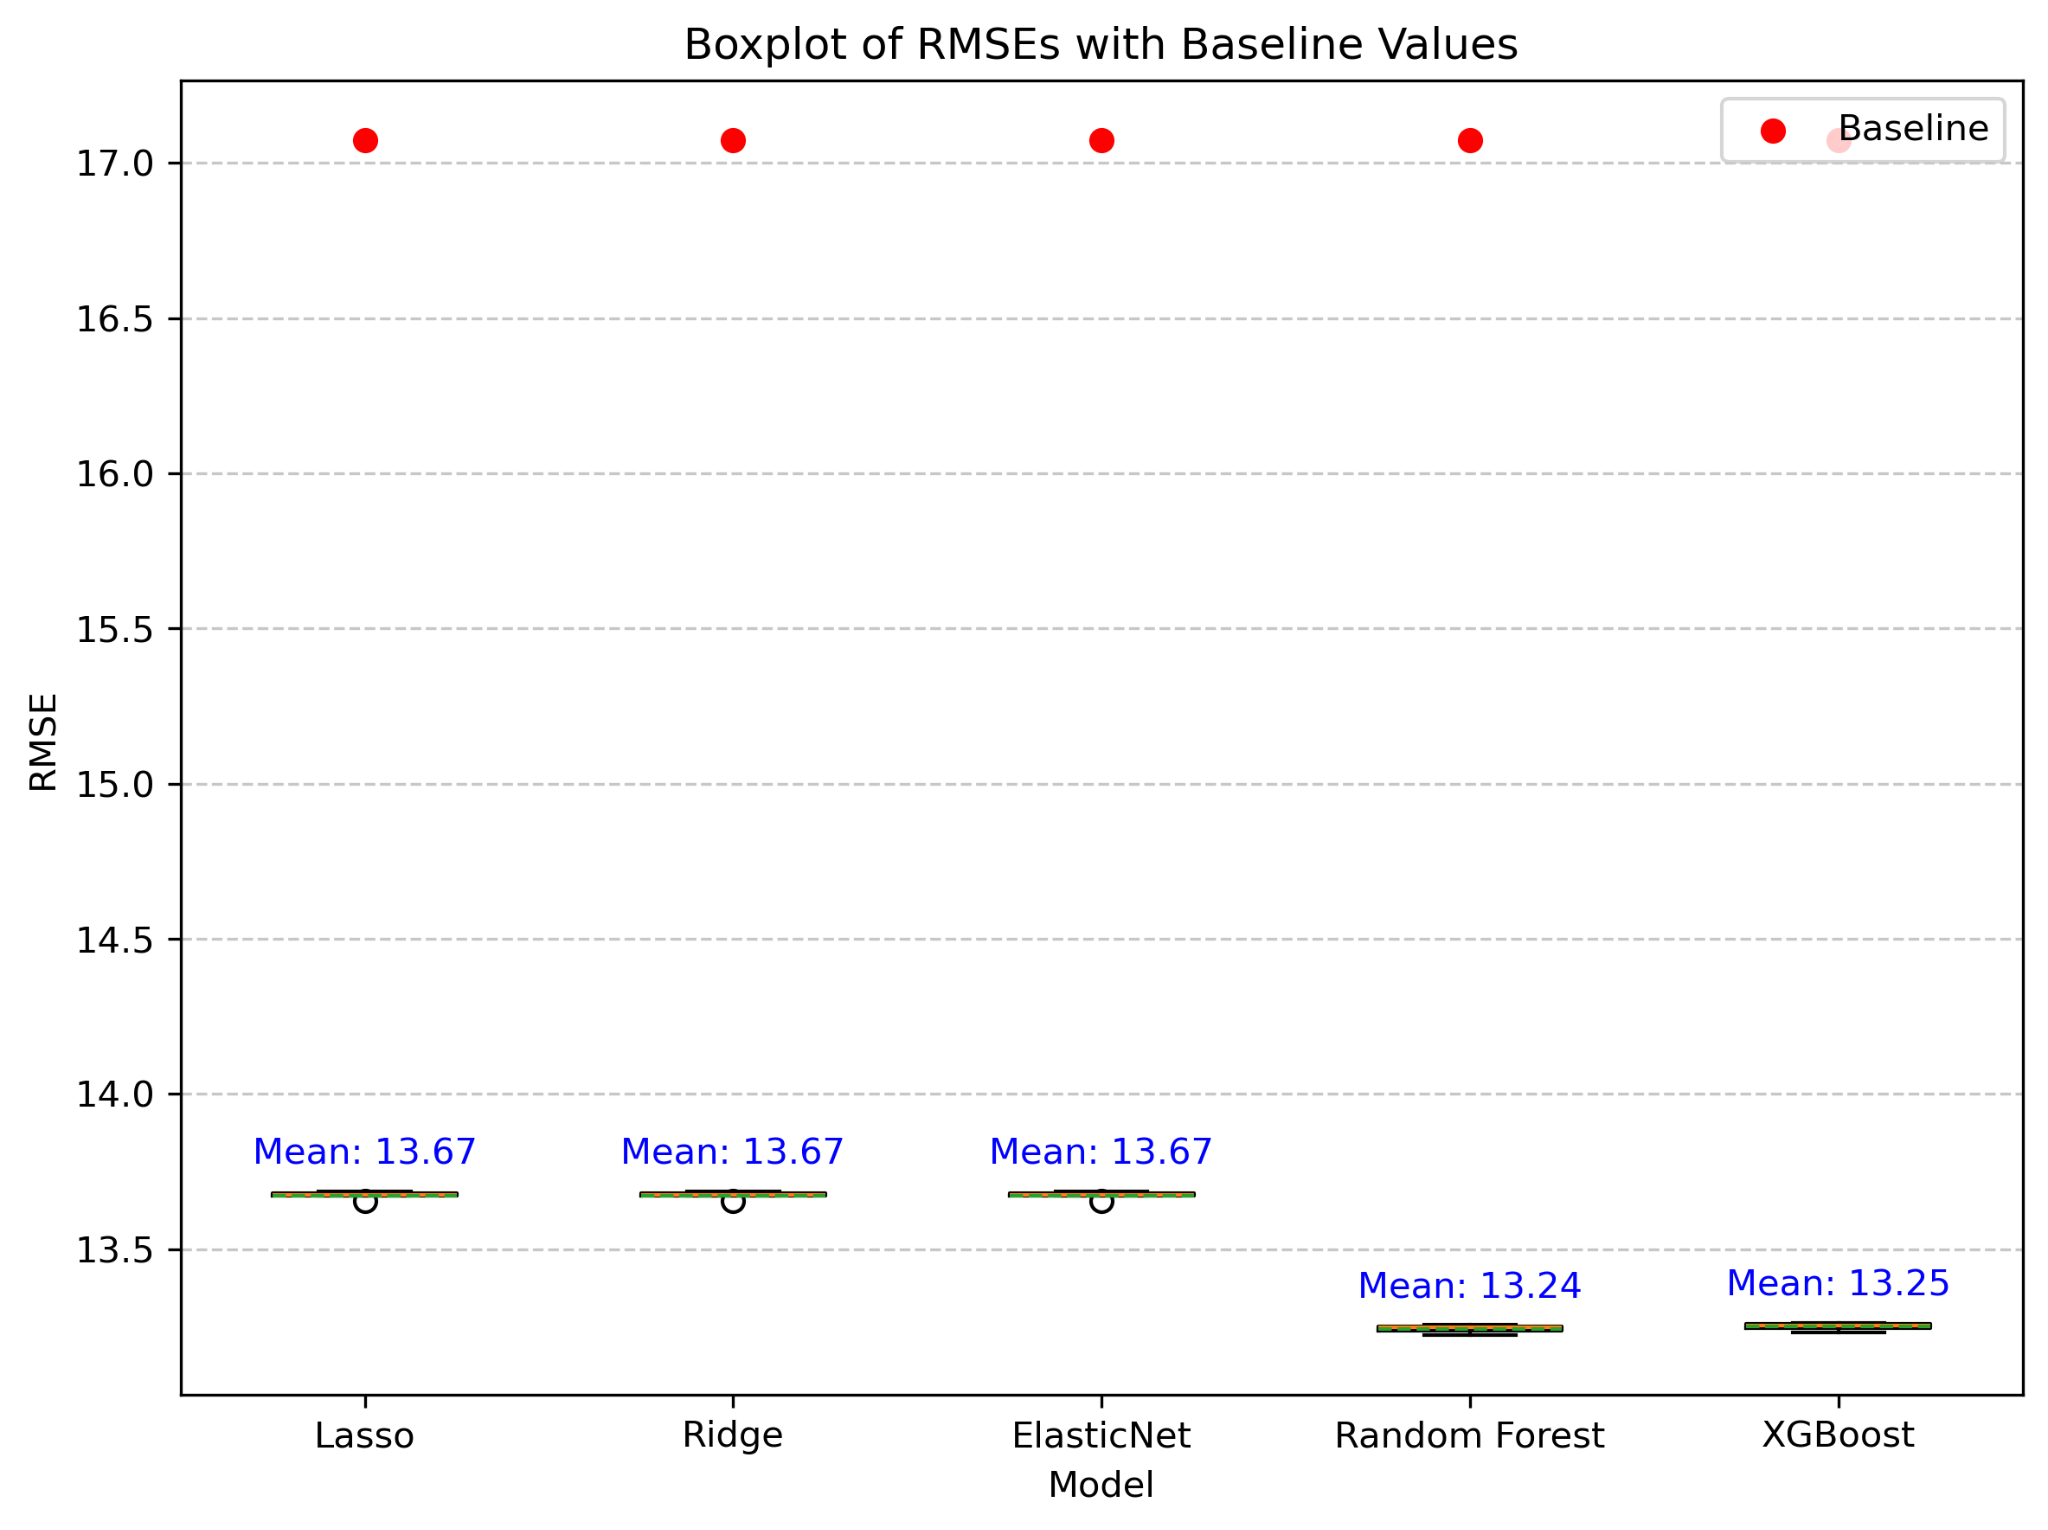 Boxplot of RMSEs with Baseline Values
Baseline
17.0
16.5
16.0
15.5
15.0
14.5
14.0
13.5
RMSE
Mean: 13.67
Mean: 13.67
Mean: 13.67
Mean: 13.24
Mean: 13.25
Lasso
Ridge
ElasticNet
Random Forest
XGBoost
Model